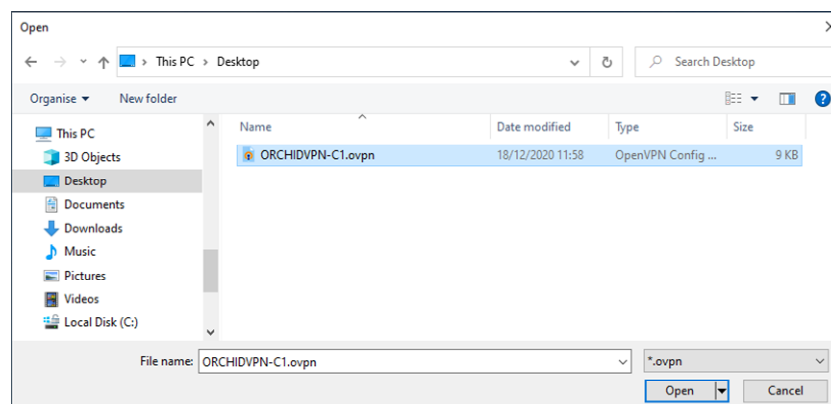 Open
This PC > Desktop
Search Desktop
Organise
New folder
Name Date modified Type Size
ORCHIDVPN-C1.ovpn 18/12/2020 11:58 OpenVPN Config ... 9 KB
This PC
3D Objects
Desktop
Documents
Downloads
Music
Pictures
Videos
Local Disk (C:)
File name: ORCHIDVPN-C1.ovpn *.ovpn
Open Cancel